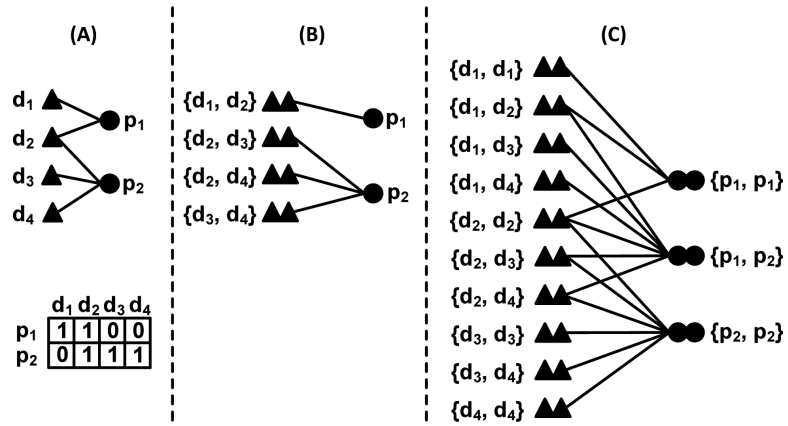 (A)
d₁
d₂
d₃
d₄
p₁
p₂
d₁ d₂ d₃ d₄
p₁ 1 1 0 0
p₂ 0 1 1 1
(B)
{d₁, d₂}
{d₂, d₃}
{d₂, d₄}
{d₃, d₄}
p₁
p₂
(C)
{d₁, d₁}
{d₁, d₂}
{d₁, d₃}
{d₁, d₄}
{d₂, d₂}
{d₂, d₃}
{d₂, d₄}
{d₃, d₃}
{d₃, d₄}
{d₄, d₄}
{p₁, p₁}
{p₁, p₂}
{p₂, p₂}